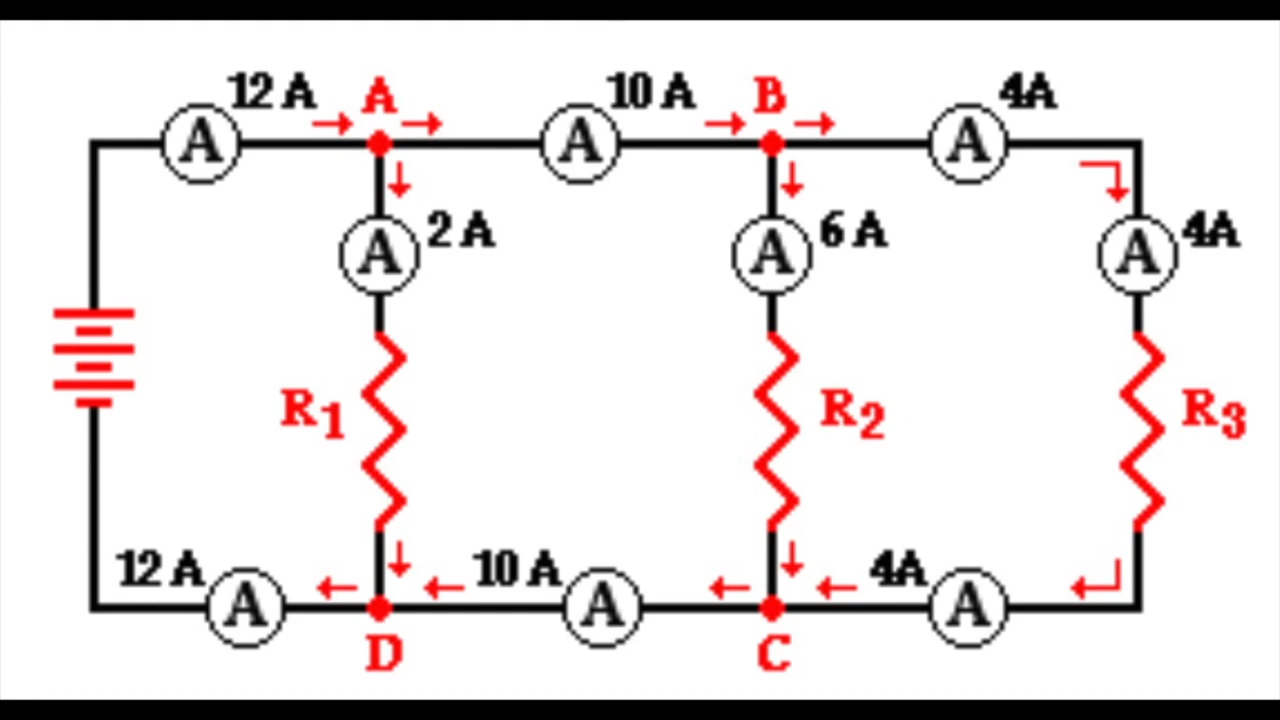 12 A A 10 A B 4A
A A A
2 A 6 A 4A
A A A
R1 R2 R3
12 A 10 A 4A
A A A
D C